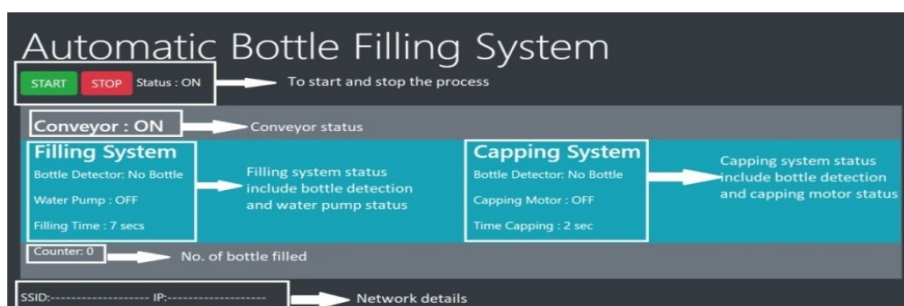 Automatic Bottle Filling System
START STOP Status : ON To start and stop the process
Conveyor : ON Conveyor status
Filling System
Bottle Detector: No Bottle
Water Pump : OFF
Filling Time : 7 secs
Filling system status
include bottle detection
and water pump status
Capping System
Bottle Detector: No Bottle
Capping Motor : OFF
Time Capping : 2 sec
Capping system status
include bottle detection
and capping motor status
Counter: 0 No. of bottle filled
SSID:------------------- IP:------------------- Network details